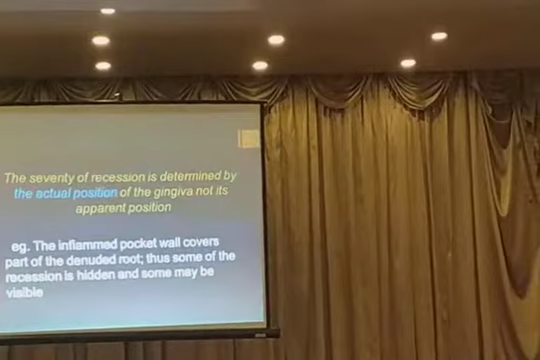 The severity of recession is determined by
the actual position of the gingiva not its
apparent position
eg. The inflammed pocket wall covers
part of the denuded root; thus some of the
recession is hidden and some may be
visible